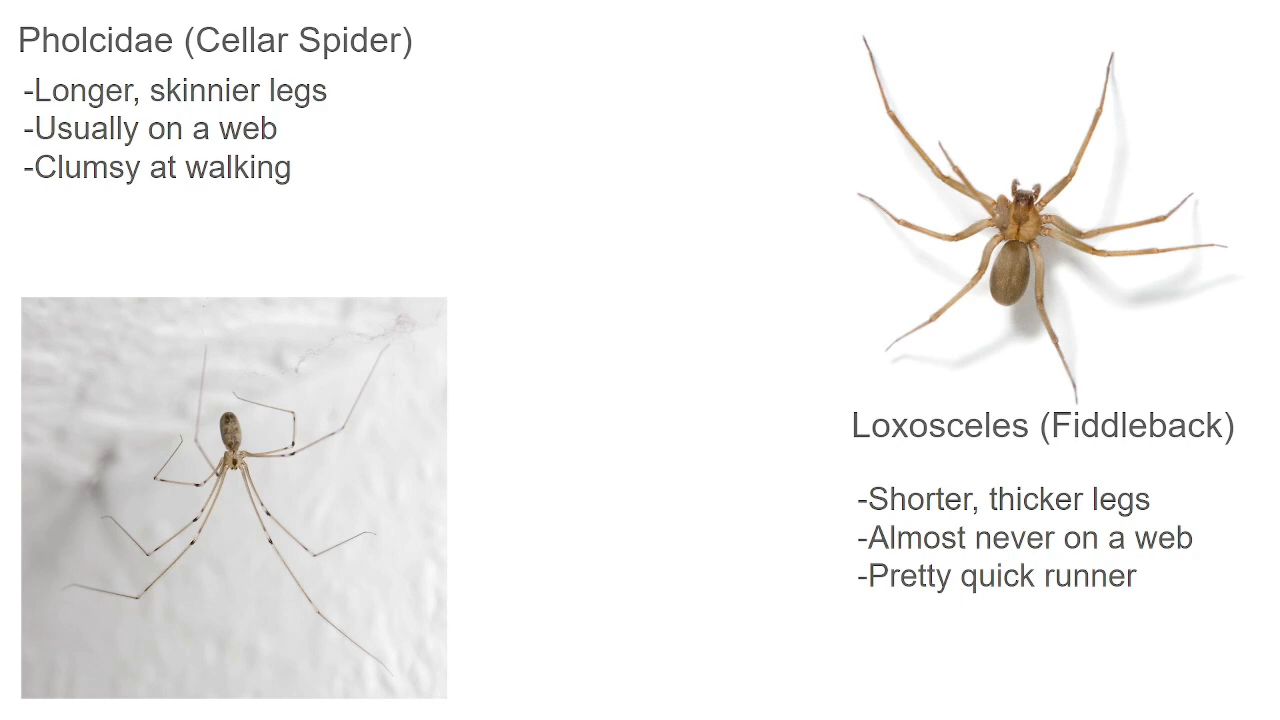 Pholcidae (Cellar Spider)
-Longer, skinnier legs
-Usually on a web
-Clumsy at walking
Loxosceles (Fiddleback)
-Shorter, thicker legs
-Almost never on a web
-Pretty quick runner